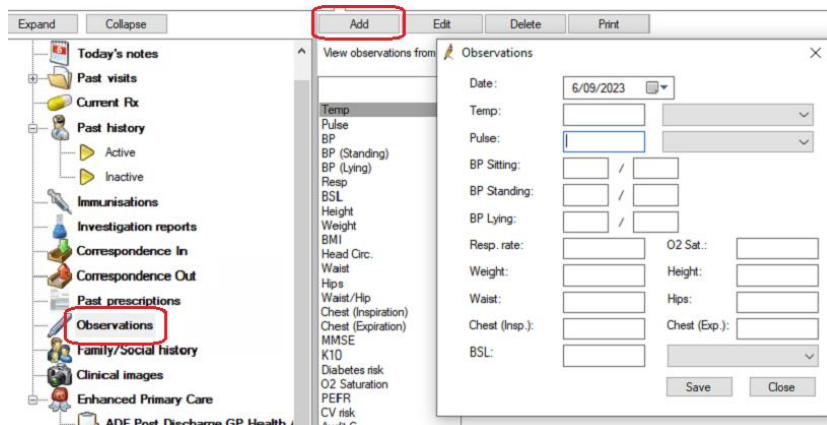 Expand Collapse Add Edit Delete Print
Today's notes
Past visits
Current Rx
Past history
Active
Inactive
Immunisations
Investigation reports
Correspondence In
Correspondence Out
Past prescriptions
Observations
Family/Social history
Clinical images
Enhanced Primary Care
View observations from
Temp
Pulse
BP
BP (Standing)
BP (Lying)
Resp
BSL
Height
Weight
BMI
Head Circ.
Waist
Hips
Waist/Hip
Chest (Inspiration)
Chest (Expiration)
MMSE
K10
Diabetes risk
O2 Saturation
PEFR
CV risk
Observations
Date: 6/09/2023
Temp:
Pulse:
BP Sitting: /
BP Standing: /
BP Lying: /
Resp. rate: O2 Sat.:
Weight: Height:
Waist: Hips:
Chest (Insp.): Chest (Exp.):
BSL:
Save Close